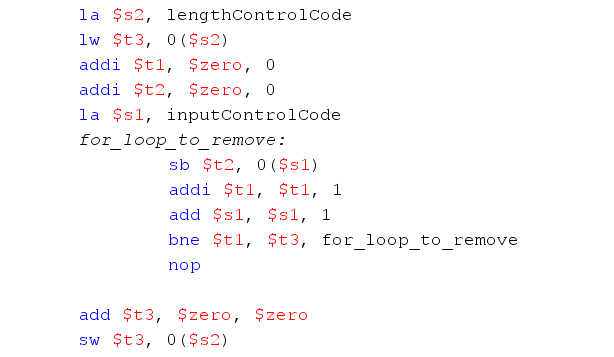 la $s2, lengthControlCode
lw $t3, 0($s2)
addi $t1, $zero, 0
addi $t2, $zero, 0
la $s1, inputControlCode
for_loop_to_remove:
sb $t2, 0($s1)
addi $t1, $t1, 1
add $s1, $s1, 1
bne $t1, $t3, for_loop_to_remove
nop
add $t3, $zero, $zero
sw $t3, 0($s2)